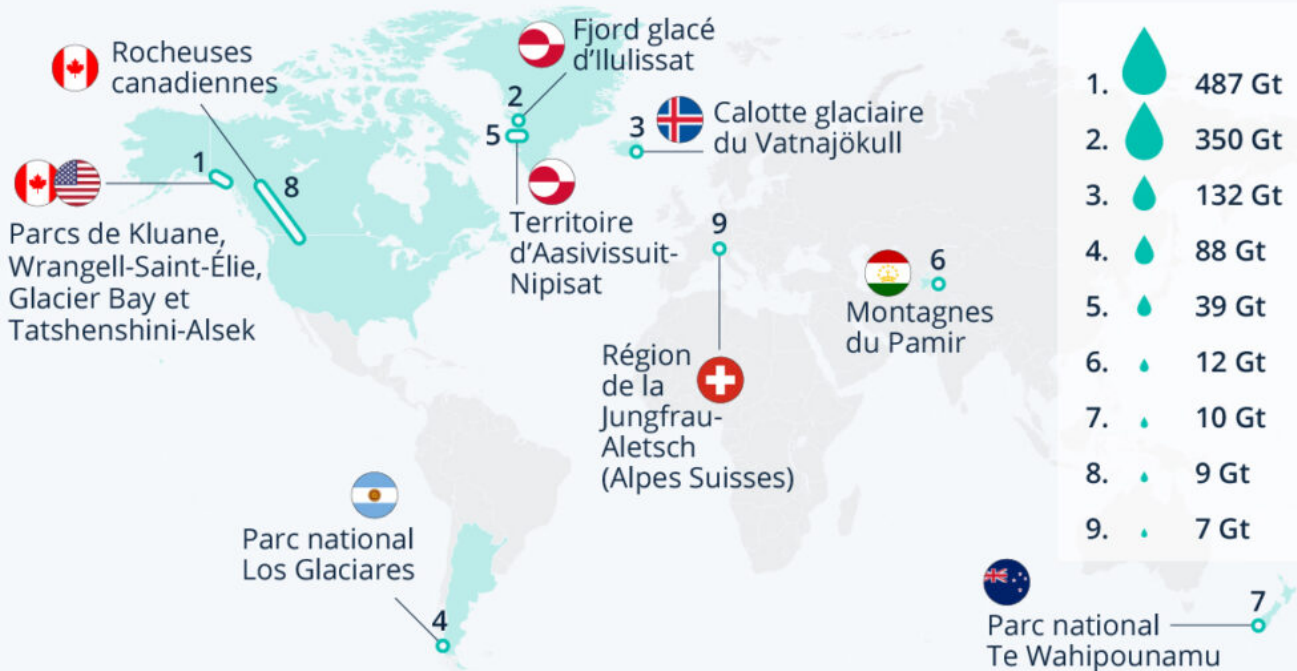 Rocheuses
canadiennes
8
1
Parcs de Kluane,
Wrangell-Saint-Élie,
Glacier Bay et
Tatshenshini-Alsek
Fjord glacé
d’Ilulissat
2
5
Territoire
d’Aasivissuit-
Nipisat
3
Calotte glaciaire
du Vatnajökull
9
Région
de la
Jungfrau-
Aletsch
(Alpes Suisses)
6
Montagnes
du Pamir
Parc national
Los Glaciares
4
7
Parc national
Te Wahipounamu
1. 487 Gt
2. 350 Gt
3. 132 Gt
4. 88 Gt
5. 39 Gt
6. 12 Gt
7. 10 Gt
8. 9 Gt
9. 7 Gt